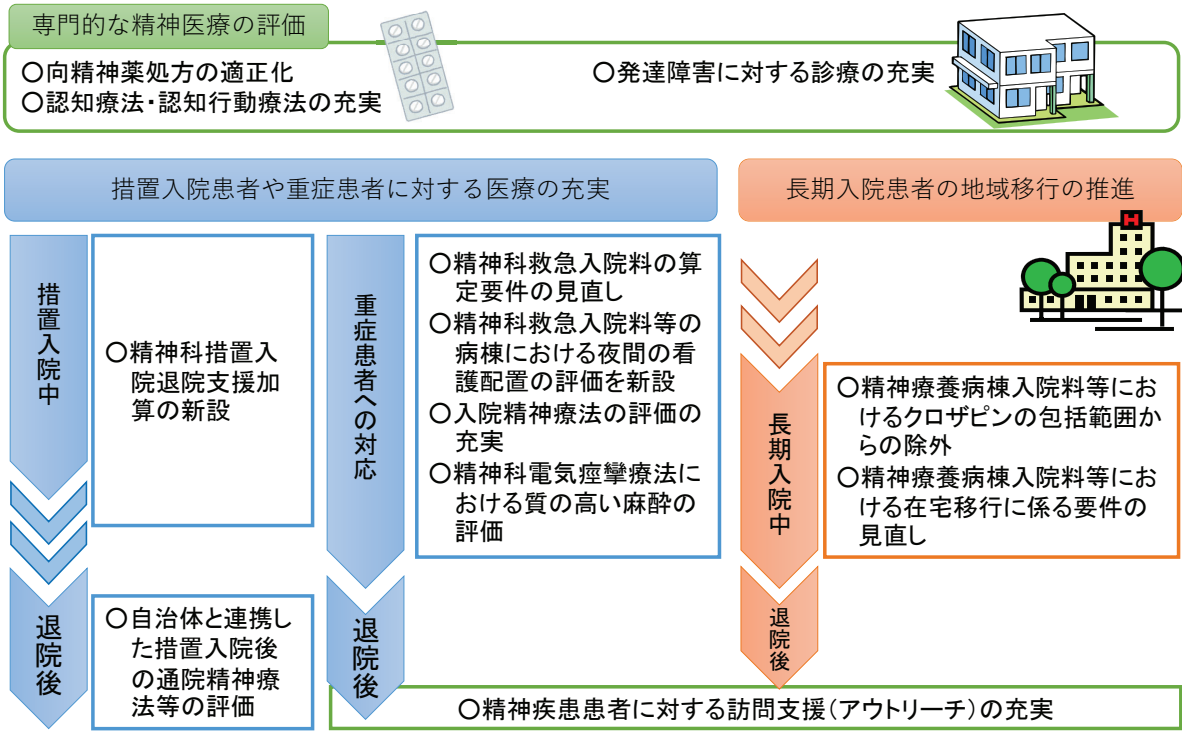 専門的な精神医療の評価
○向精神薬処方の適正化
○認知療法・認知行動療法の充実
○発達障害に対する診療の充実
措置入院患者や重症患者に対する医療の充実
措置入院中
○精神科措置入
院退院支援加
算の新設
退院後
○自治体と連携し
た措置入院後
の通院精神療
法等の評価
重症患者への対応
○精神科救急入院料の算
定要件の見直し
○精神科救急入院料等の
病棟における夜間の看
護配置の評価を新設
○入院精神療法の評価の
充実
○精神科電気痙攣療法に
おける質の高い麻酔の
評価
退院後
長期入院患者の地域移行の推進
H
長期入院中
○精神療養病棟入院料等にお
けるクロザピンの包括範囲か
らの除外
○精神療養病棟入院料等にお
ける在宅移行に係る要件の
見直し
退院後
○精神疾患患者に対する訪問支援（アウトリーチ）の充実